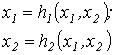 x₁ = h₁(x₁, x₂);
x₂ = h₂(x₁, x₂)